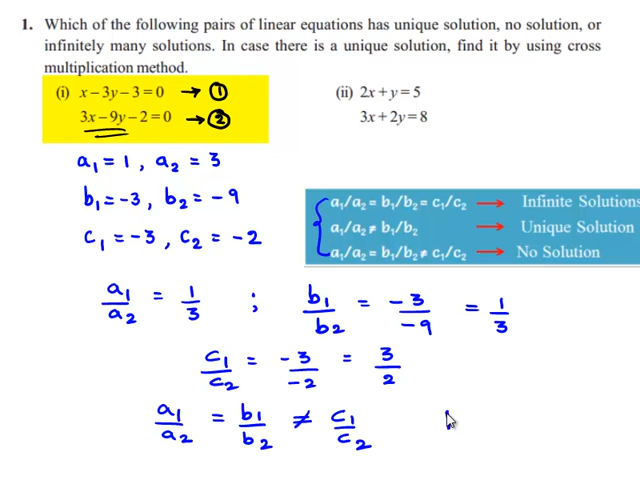 1. Which of the following pairs of linear equations has unique solution, no solution, or
infinitely many solutions. In case there is a unique solution, find it by using cross
multiplication method.
(i) x – 3y – 3 = 0 → ① (ii) 2x + y = 5
3x – 9y – 2 = 0 → ② 3x + 2y = 8
a₁ = 1 , a₂ = 3
b₁ = –3 , b₂ = –9
c₁ = –3 , c₂ = –2
a₁/a₂ = b₁/b₂ = c₁/c₂ → Infinite Solutions
a₁/a₂ ≠ b₁/b₂ → Unique Solution
a₁/a₂ = b₁/b₂ ≠ c₁/c₂ → No Solution
a₁/a₂ = 1/3 ; b₁/b₂ = –3/–9 = 1/3
c₁/c₂ = –3/–2 = 3/2
a₁/a₂ = b₁/b₂ ≠ c₁/c₂